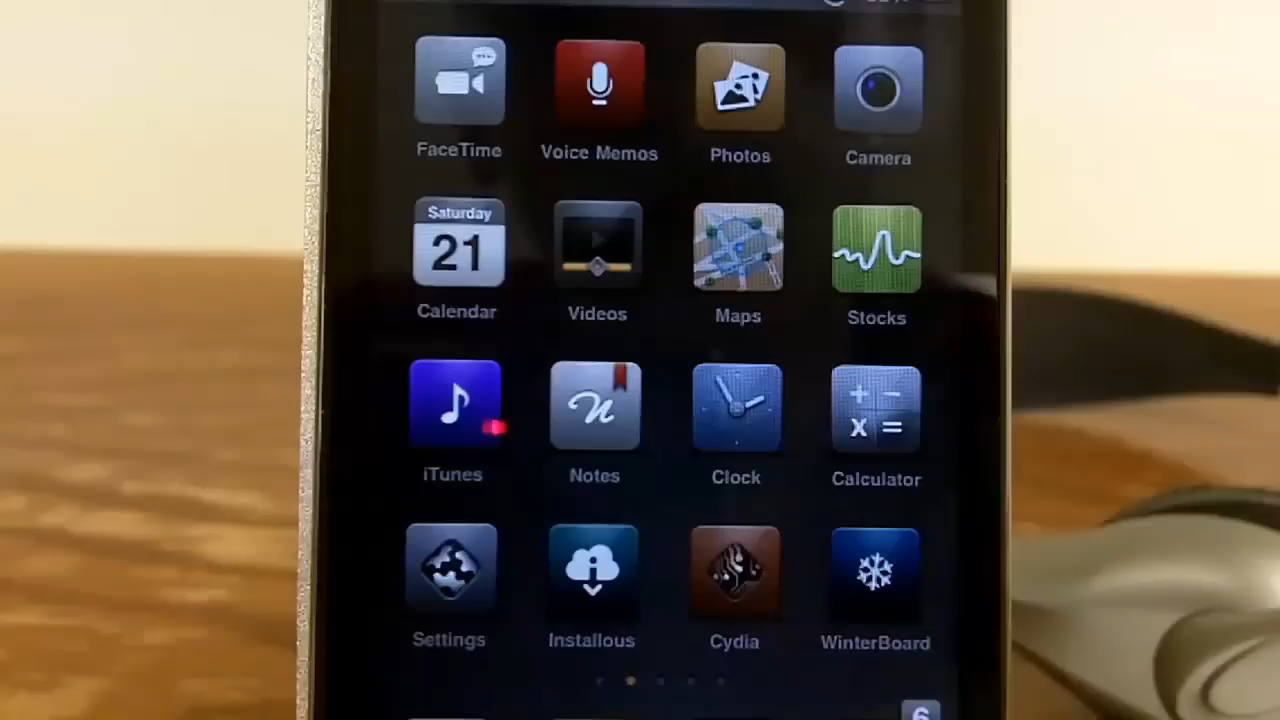 FaceTime Voice Memos Photos Camera
Saturday
21
Calendar Videos Maps Stocks
n
+ −
x =
iTunes Notes Clock Calculator
Settings Installous Cydia WinterBoard
6